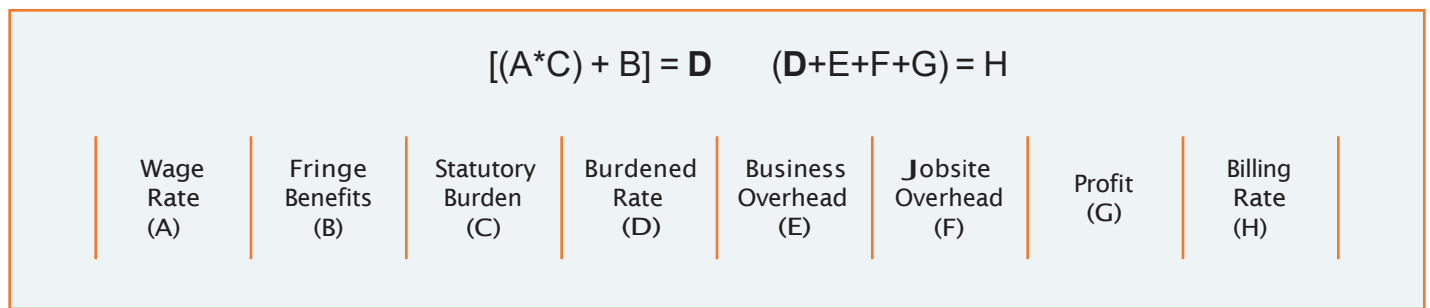 [(A*C) + B] = D (D+E+F+G) = H
Wage
Rate
(A)
Fringe
Benefits
(B)
Statutory
Burden
(C)
Burdened
Rate
(D)
Business
Overhead
(E)
Jobsite
Overhead
(F)
Profit
(G)
Billing
Rate
(H)